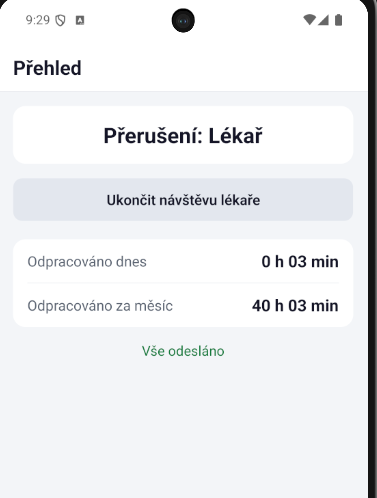 9:29
Přehled
Přerušení: Lékař
Ukončit návštěvu lékaře
Odpracováno dnes 0 h 03 min
Odpracováno za měsíc 40 h 03 min
Vše odesláno